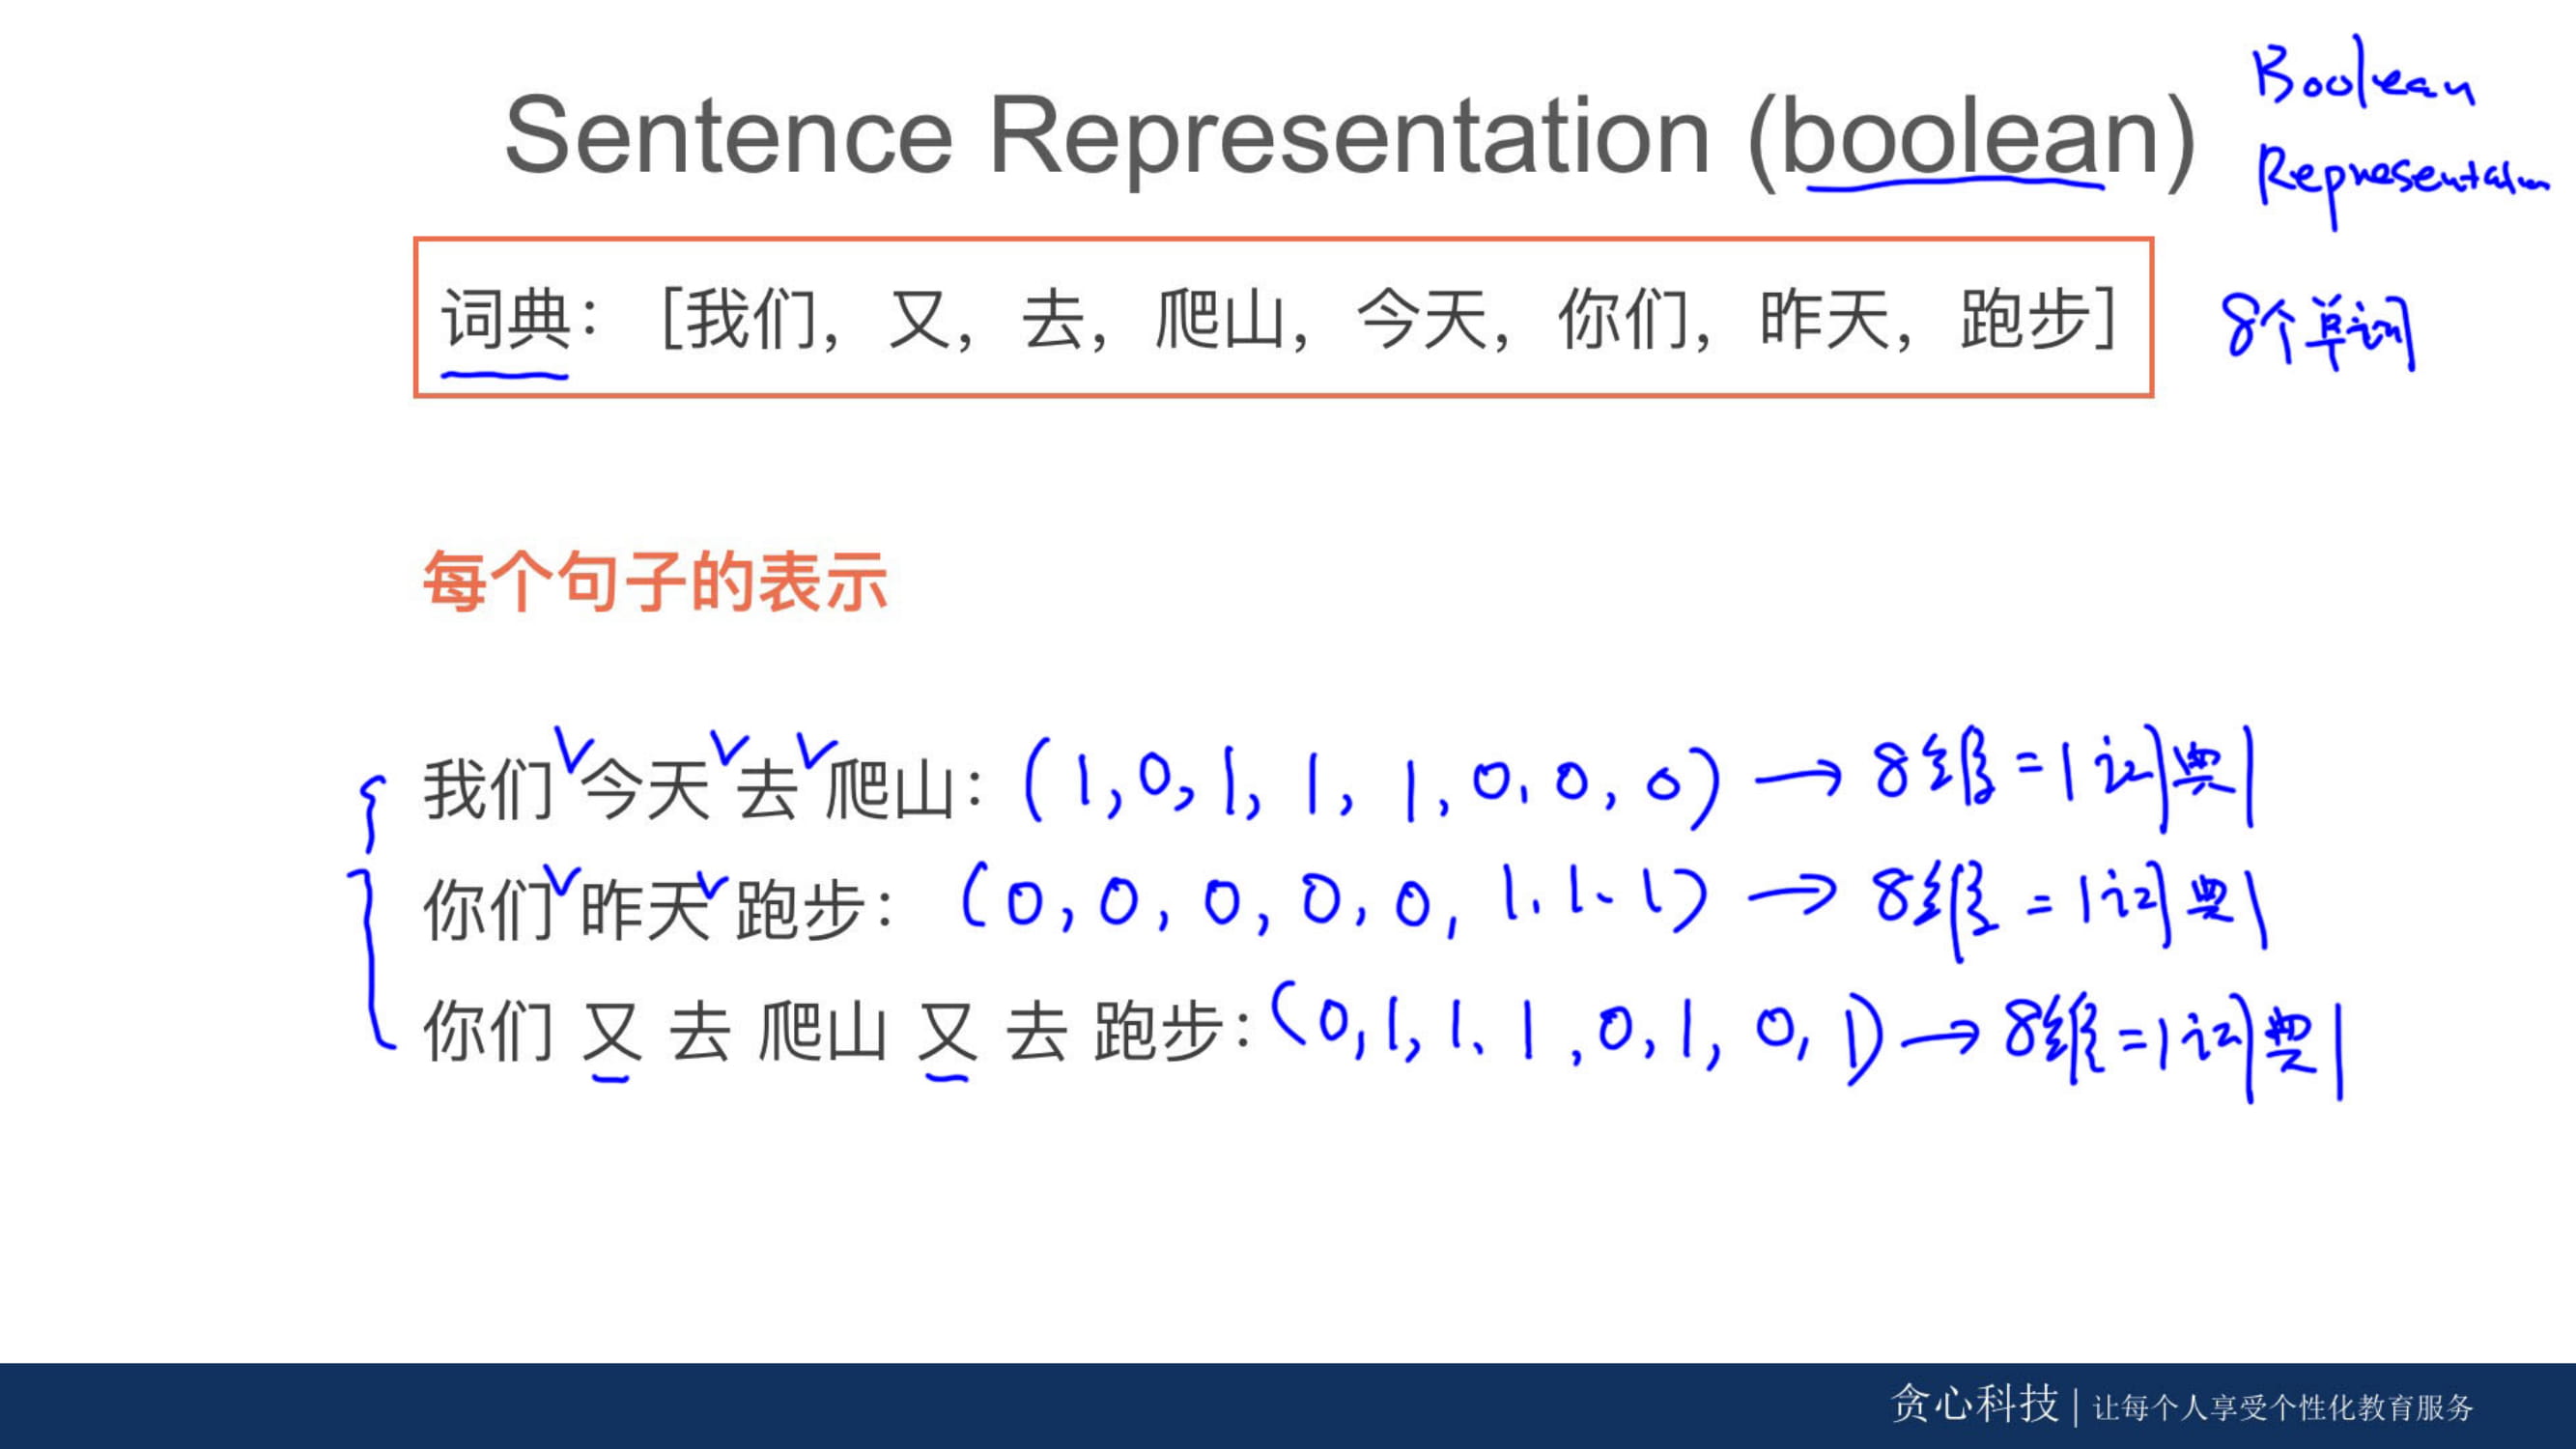 Sentence Representation (boolean)
Boolean
Representation
词典： [我们， 又， 去， 爬山， 今天， 你们， 昨天， 跑步]
8个单词
每个句子的表示
我们 今天 去 爬山： (1,0,1,1,1,0,0,0) → 8维=|词典|
你们 昨天 跑步： (0,0,0,0,0,1,1,1) → 8维=|词典|
你们 又 去 爬山 又 去 跑步： (0,1,1,1,0,1,0,1) → 8维=|词典|
贪心科技 | 让每个人享受个性化教育服务